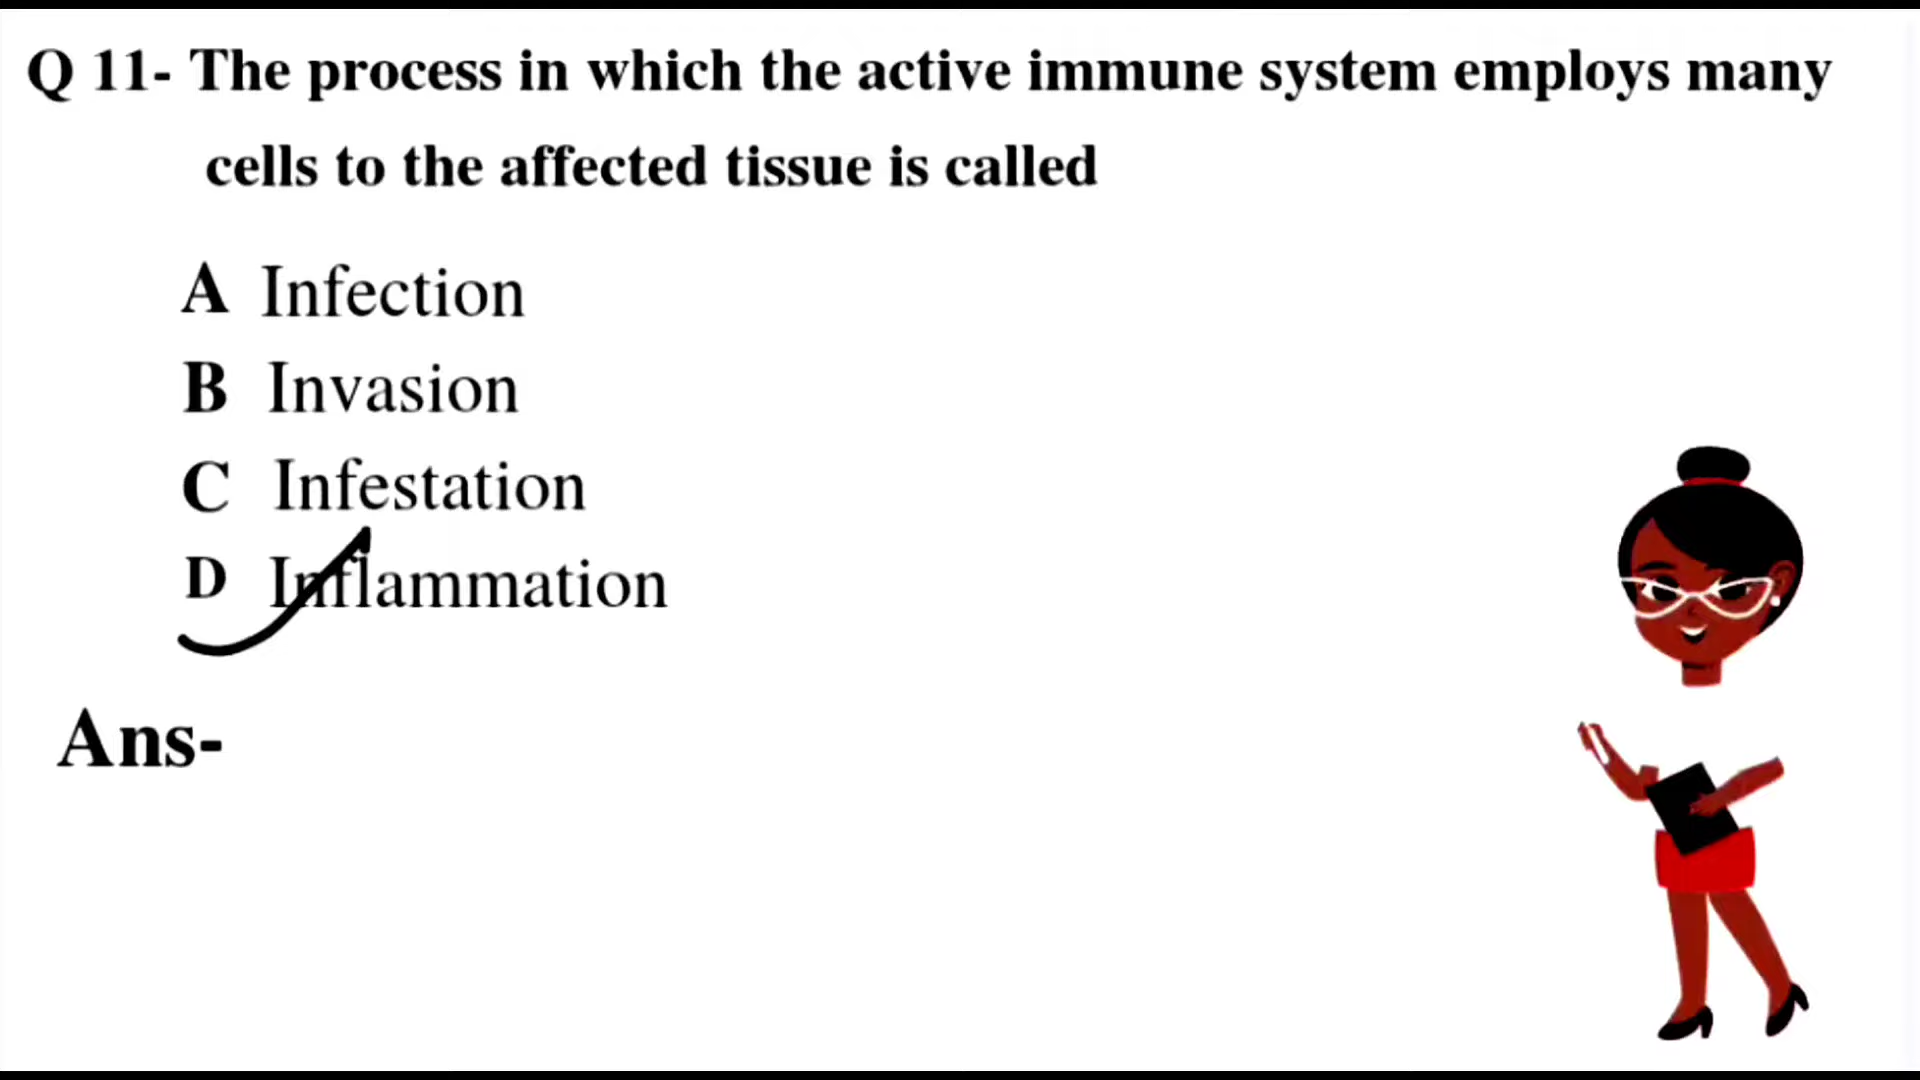 Q 11- The process in which the active immune system employs many
cells to the affected tissue is called
A Infection
B Invasion
C Infestation
D Inflammation
Ans-